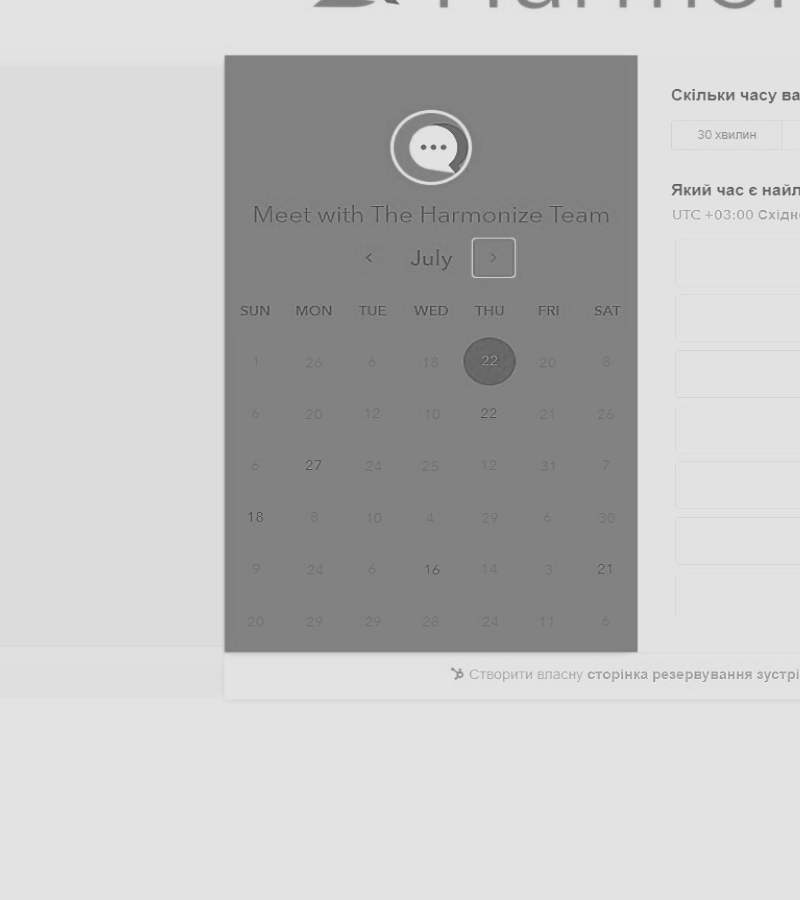 Harmon
Meet with The Harmonize Team
July
SUN MON TUE WED THU FRI SAT
1 26 6 18 22 20 8
6 20 12 10 22 21 26
6 27 24 25 12 31 7
18 8 10 4 29 6 30
9 24 6 16 14 3 21
20 29 29 28 24 11 6
Скільки часу ва
30 хвилин
Який час є найл
UTC +03:00 Східн
Створити власну сторінка резервування зустрі